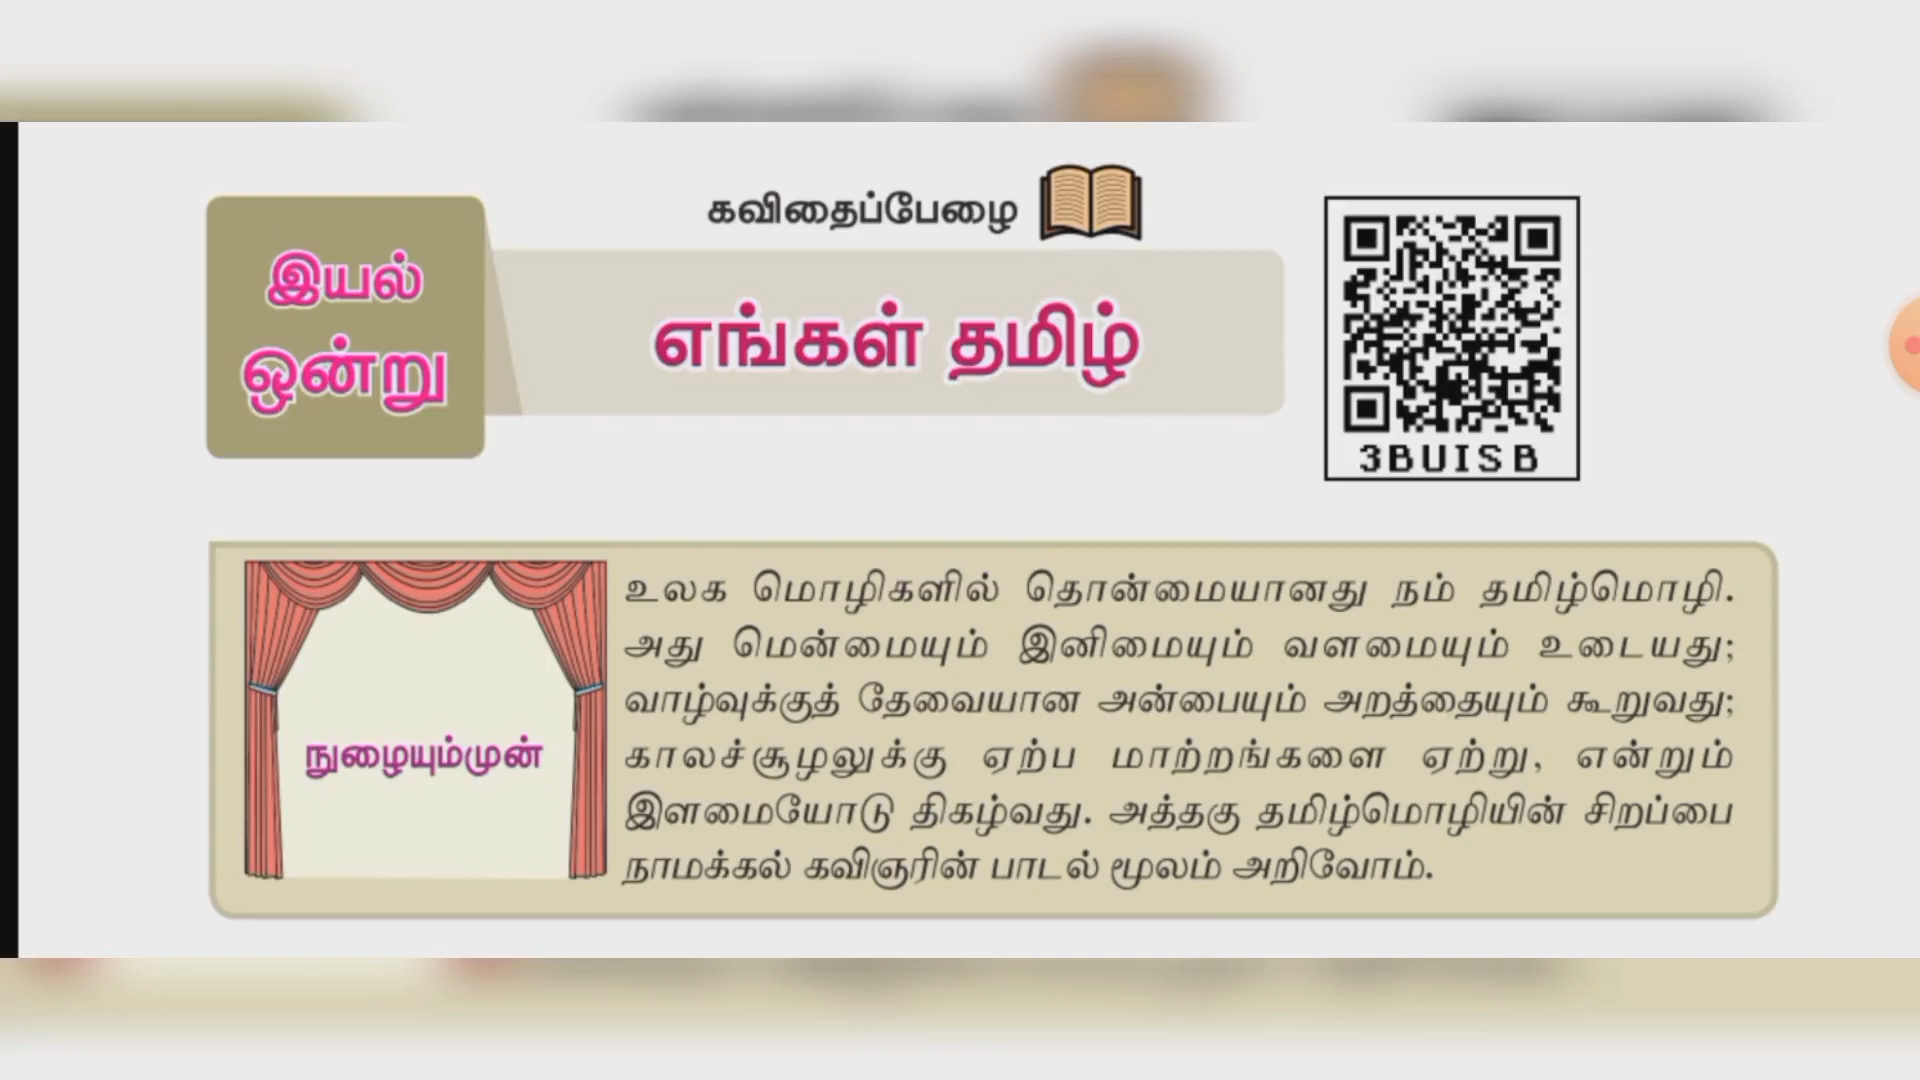 கவிதைப்பேழை
இயல்
ஒன்று
எங்கள் தமிழ்
3BUISB
நுழையும்முன்
உலக மொழிகளில் தொன்மையானது நம் தமிழ்மொழி.
அது மென்மையும் இனிமையும் வளமையும் உடையது;
வாழ்வுக்குத் தேவையான அன்பையும் அறத்தையும் கூறுவது;
காலச்சூழலுக்கு ஏற்ப மாற்றங்களை ஏற்று, என்றும்
இளமையோடு திகழ்வது. அத்தகு தமிழ்மொழியின் சிறப்பை
நாமக்கல் கவிஞரின் பாடல் மூலம் அறிவோம்.